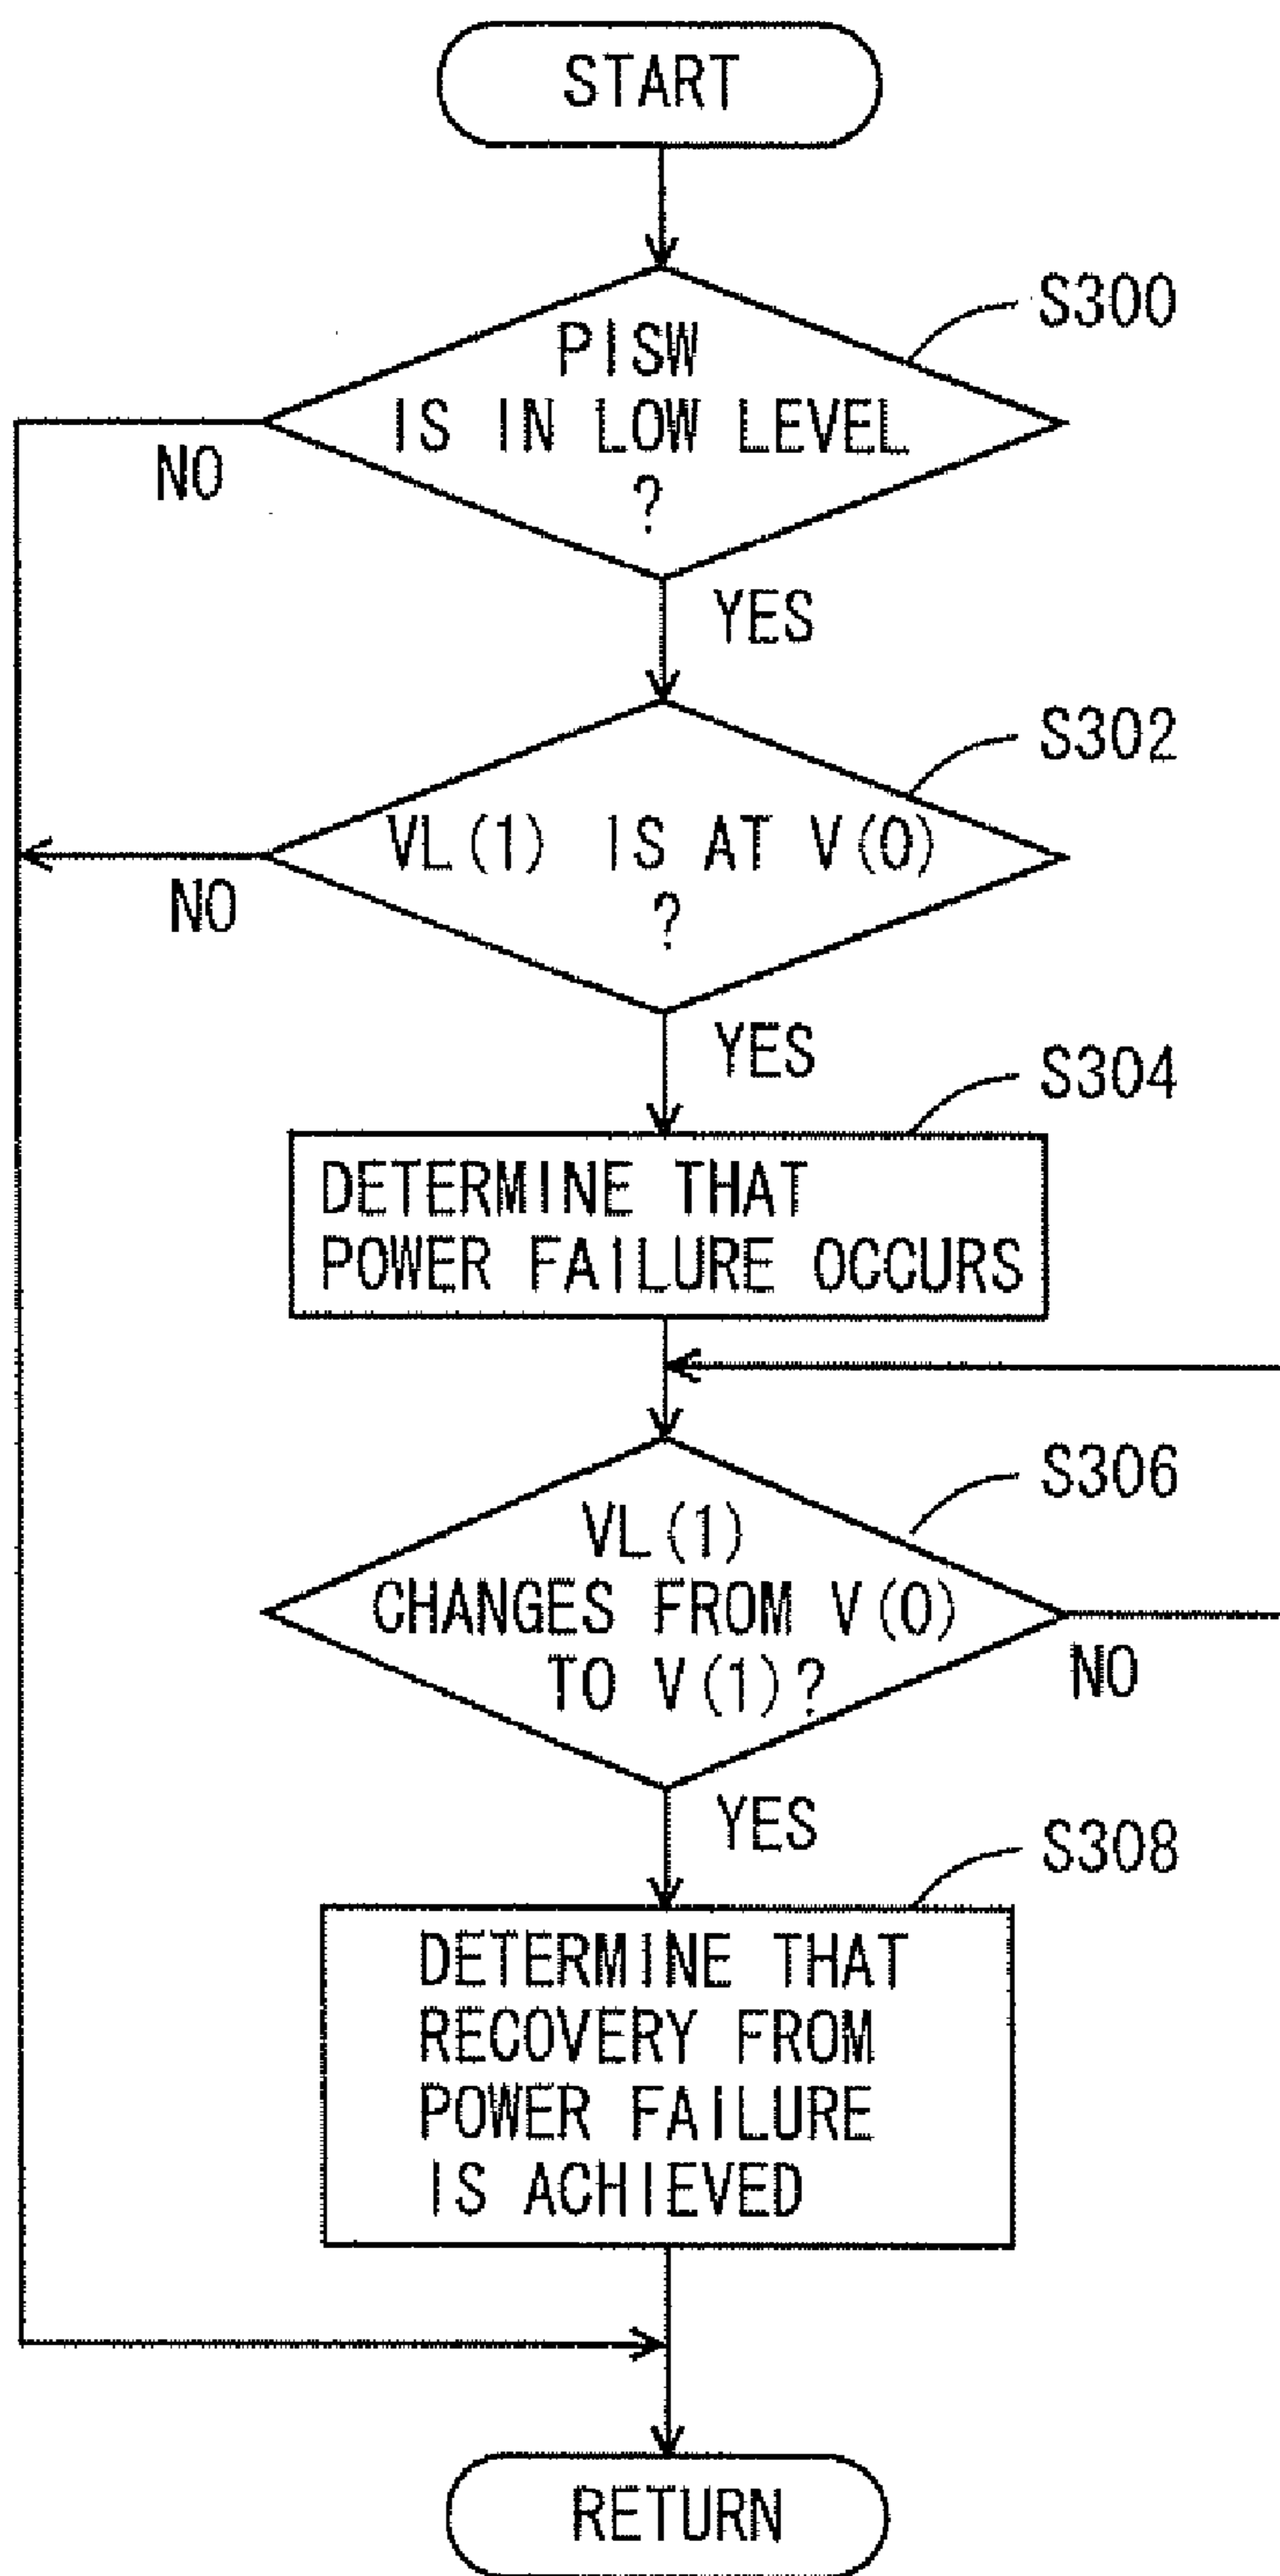 START
S300
PISW
IS IN LOW LEVEL
?
NO
YES
S302
VL(1) IS AT V(0)
?
NO
YES
S304
DETERMINE THAT
POWER FAILURE OCCURS
S306
VL(1)
CHANGES FROM V(0)
TO V(1)?
NO
YES
S308
DETERMINE THAT
RECOVERY FROM
POWER FAILURE
IS ACHIEVED
RETURN